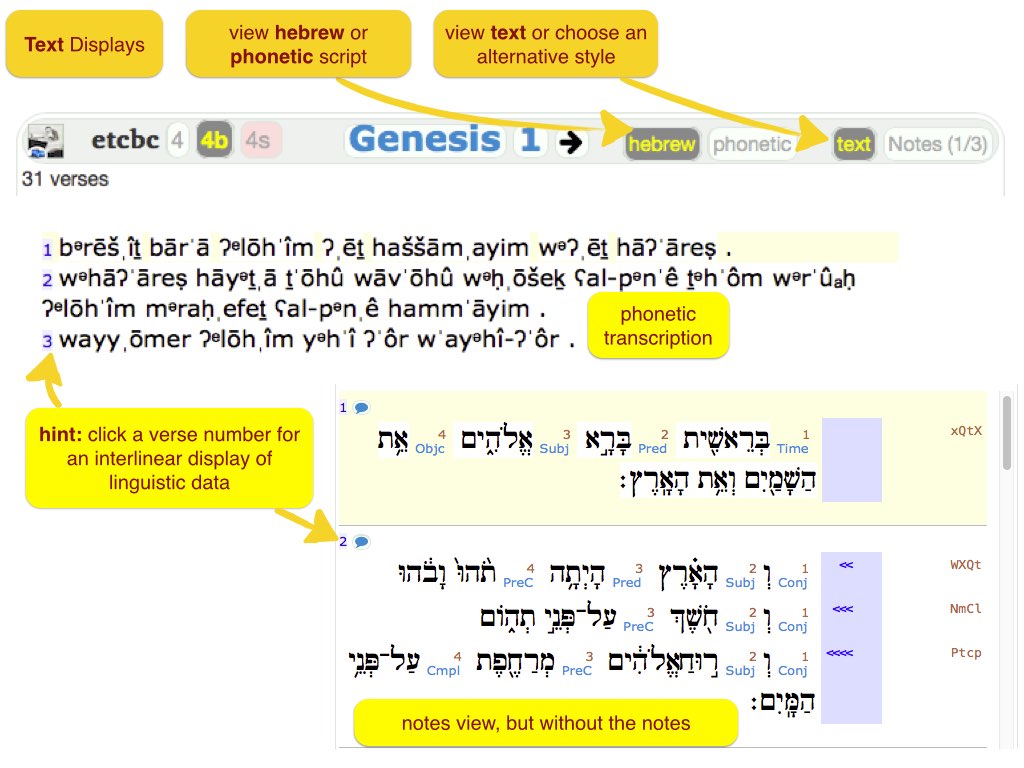 Text Displays
view hebrew or
phonetic script
view text or choose an
alternative style
etcbc 4 4b 4s Genesis 1 → hebrew phonetic text Notes (1/3)
31 verses
1 bᵊrēšˌîṯ bārˈā ʔᵉlōhˈîm ʔˌēṯ haššāmˌayim wᵊʔˌēṯ hāʔˈāreṣ .
2 wᵊhāʔˈāreṣ hāyᵊṯˌā ṯˈōhû wāvˈōhû wᵊḥˌōšeḵ ʕal-pᵊnˈê ṯᵊhˈôm wᵊrˈûₐḥ
ʔᵉlōhˈîm mᵊraḥˌefeṯ ʕal-pᵊnˌê hammˈāyim .
3 wayyˌōmer ʔᵉlōhˌîm yᵊhˈî ʔˈôr wˈayᵊhî-ʔˈôr .
phonetic
transcription
hint: click a verse number for
an interlinear display of
linguistic data
1
בְּרֵאשִׁ֖ית 1 Time בָּרָ֣א 2 Pred אֱלֹהִ֑ים 3 Subj אֵ֥ת 4 Objc xQtX
הַשָּׁמַ֖יִם וְאֵ֥ת הָאָֽרֶץ׃
2
וְ 1 Conj הָאָ֗רֶץ 2 Subj הָיְתָ֥ה 3 Pred תֹ֙הוּ֙ וָבֹ֔הוּ 4 PreC << WXQt
וְ 1 Conj חֹ֖שֶׁךְ 2 Subj עַל־פְּנֵ֣י תְהֹ֑ום 3 PreC <<< NmCl
וְ 1 Conj ר֣וּחַ אֱלֹהִ֔ים 2 Subj מְרַחֶ֖פֶת 3 PreC עַל־פְּנֵ֥י 4 Cmpl <<<< Ptcp
הַמָּֽיִם׃
notes view, but without the notes